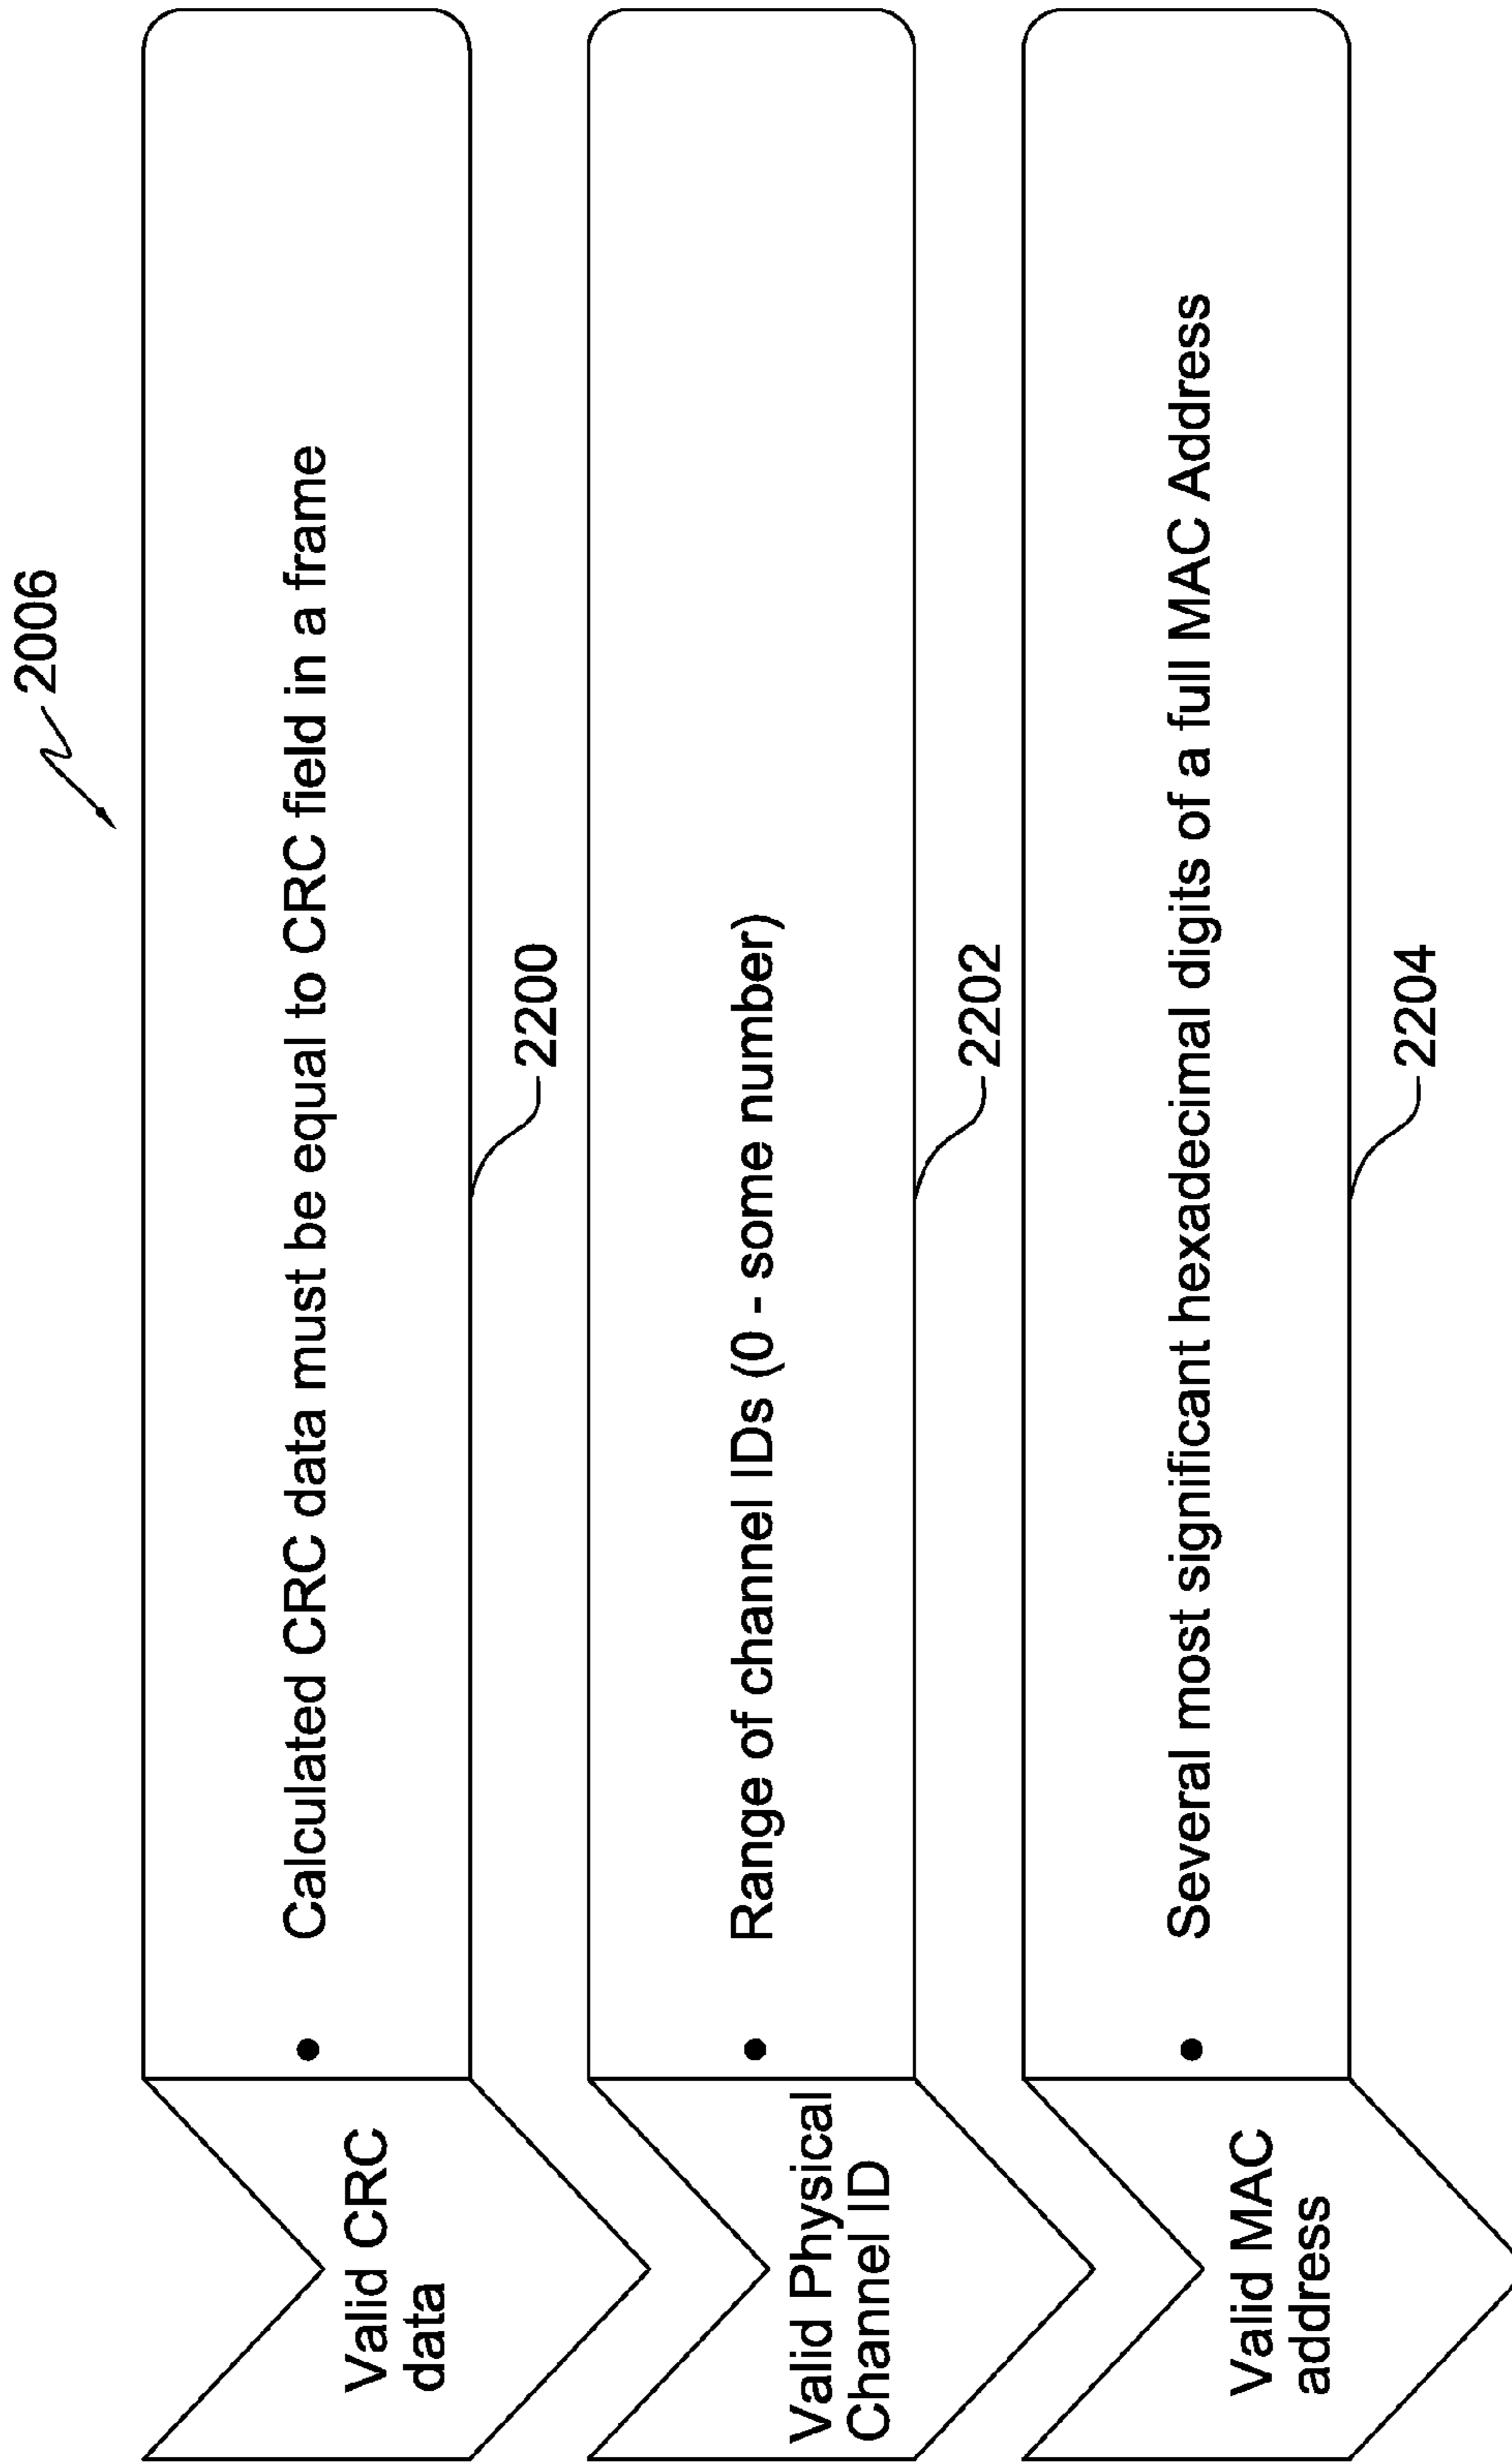 2006
Valid CRC
data
• Calculated CRC data must be equal to CRC field in a frame
2200
Valid Physical
Channel ID
• Range of channel IDs (0 - some number)
2202
Valid MAC
address
• Several most significant hexadecimal digits of a full MAC Address
2204